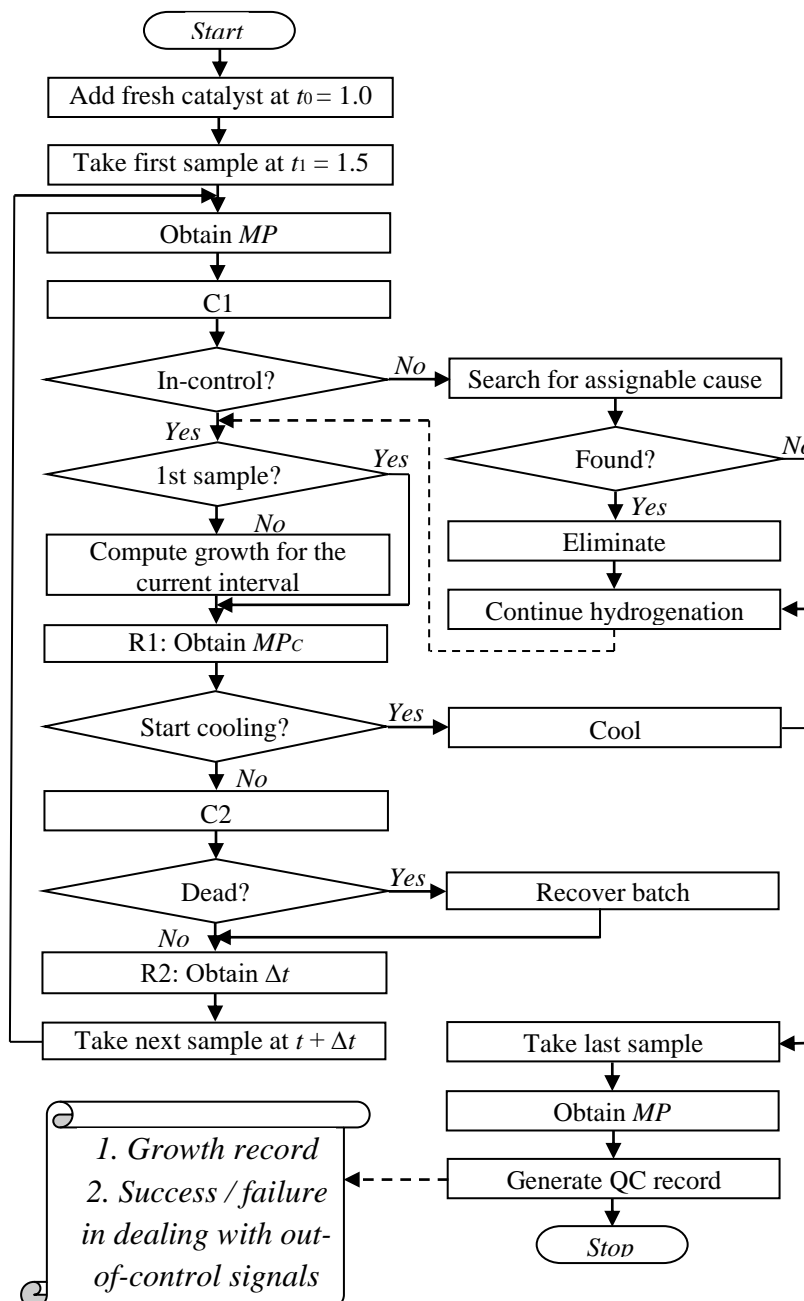 Start
Add fresh catalyst at t0 = 1.0
Take first sample at t1 = 1.5
Obtain MP
C1
In-control?
No
Search for assignable cause
Yes
1st sample?
Yes
Found?
No
No
Yes
Compute growth for the
current interval
Eliminate
Continue hydrogenation
R1: Obtain MPc
Start cooling?
Yes
Cool
No
C2
Dead?
Yes
Recover batch
No
R2: Obtain Δt
Take next sample at t + Δt
Take last sample
Obtain MP
Generate QC record
Stop
1. Growth record
2. Success / failure
in dealing with out-
of-control signals